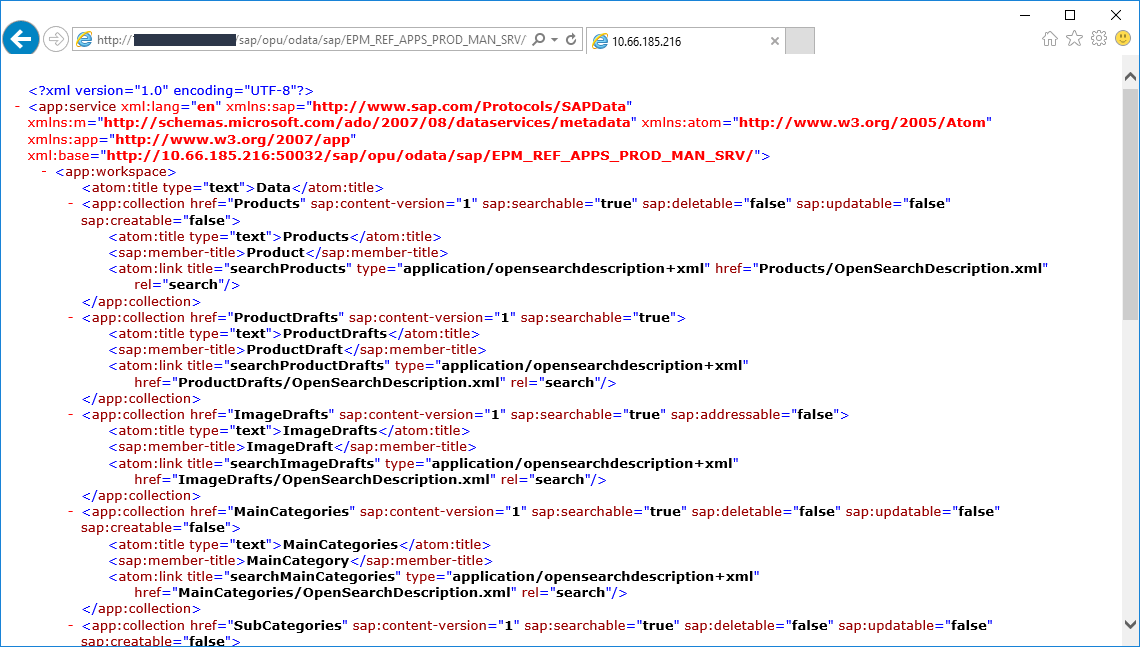 http://
/sap/opu/odata/sap/EPM_REF_APPS_PROD_MAN_SRV/
10.66.185.216
<?xml version="1.0" encoding="UTF-8"?>
- <app:service xml:lang="en" xmlns:sap="http://www.sap.com/Protocols/SAPData"
xmlns:m="http://schemas.microsoft.com/ado/2007/08/dataservices/metadata" xmlns:atom="http://www.w3.org/2005/Atom"
xmlns:app="http://www.w3.org/2007/app"
xml:base="http://10.66.185.216:50032/sap/opu/odata/sap/EPM_REF_APPS_PROD_MAN_SRV/">
- <app:workspace>
<atom:title type="text">Data</atom:title>
- <app:collection href="Products" sap:content-version="1" sap:searchable="true" sap:deletable="false" sap:updatable="false"
sap:creatable="false">
<atom:title type="text">Products</atom:title>
<sap:member-title>Product</sap:member-title>
<atom:link title="searchProducts" type="application/opensearchdescription+xml" href="Products/OpenSearchDescription.xml"
rel="search"/>
</app:collection>
- <app:collection href="ProductDrafts" sap:content-version="1" sap:searchable="true">
<atom:title type="text">ProductDrafts</atom:title>
<sap:member-title>ProductDraft</sap:member-title>
<atom:link title="searchProductDrafts" type="application/opensearchdescription+xml"
href="ProductDrafts/OpenSearchDescription.xml" rel="search"/>
</app:collection>
- <app:collection href="ImageDrafts" sap:content-version="1" sap:searchable="true" sap:addressable="false">
<atom:title type="text">ImageDrafts</atom:title>
<sap:member-title>ImageDraft</sap:member-title>
<atom:link title="searchImageDrafts" type="application/opensearchdescription+xml"
href="ImageDrafts/OpenSearchDescription.xml" rel="search"/>
</app:collection>
- <app:collection href="MainCategories" sap:content-version="1" sap:searchable="true" sap:deletable="false" sap:updatable="false"
sap:creatable="false">
<atom:title type="text">MainCategories</atom:title>
<sap:member-title>MainCategory</sap:member-title>
<atom:link title="searchMainCategories" type="application/opensearchdescription+xml"
href="MainCategories/OpenSearchDescription.xml" rel="search"/>
</app:collection>
- <app:collection href="SubCategories" sap:content-version="1" sap:searchable="true" sap:deletable="false" sap:updatable="false"
sap:creatable="false">